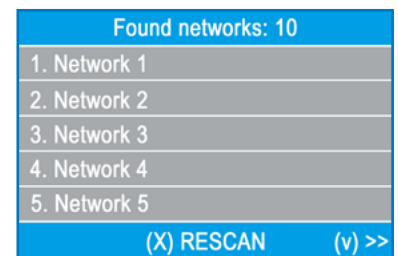 Found networks: 10
1. Network 1
2. Network 2
3. Network 3
4. Network 4
5. Network 5
(X) RESCAN (v) >>